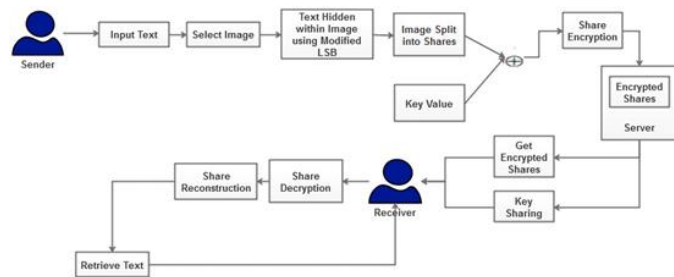 Sender
Input Text
Select Image
Text Hidden
within Image
using Modified
LSB
Image Split
into Shares
Key Value
Share
Encryption
Encrypted
Shares
Server
Get
Encrypted
Shares
Key
Sharing
Receiver
Share
Decryption
Share
Reconstruction
Retrieve Text